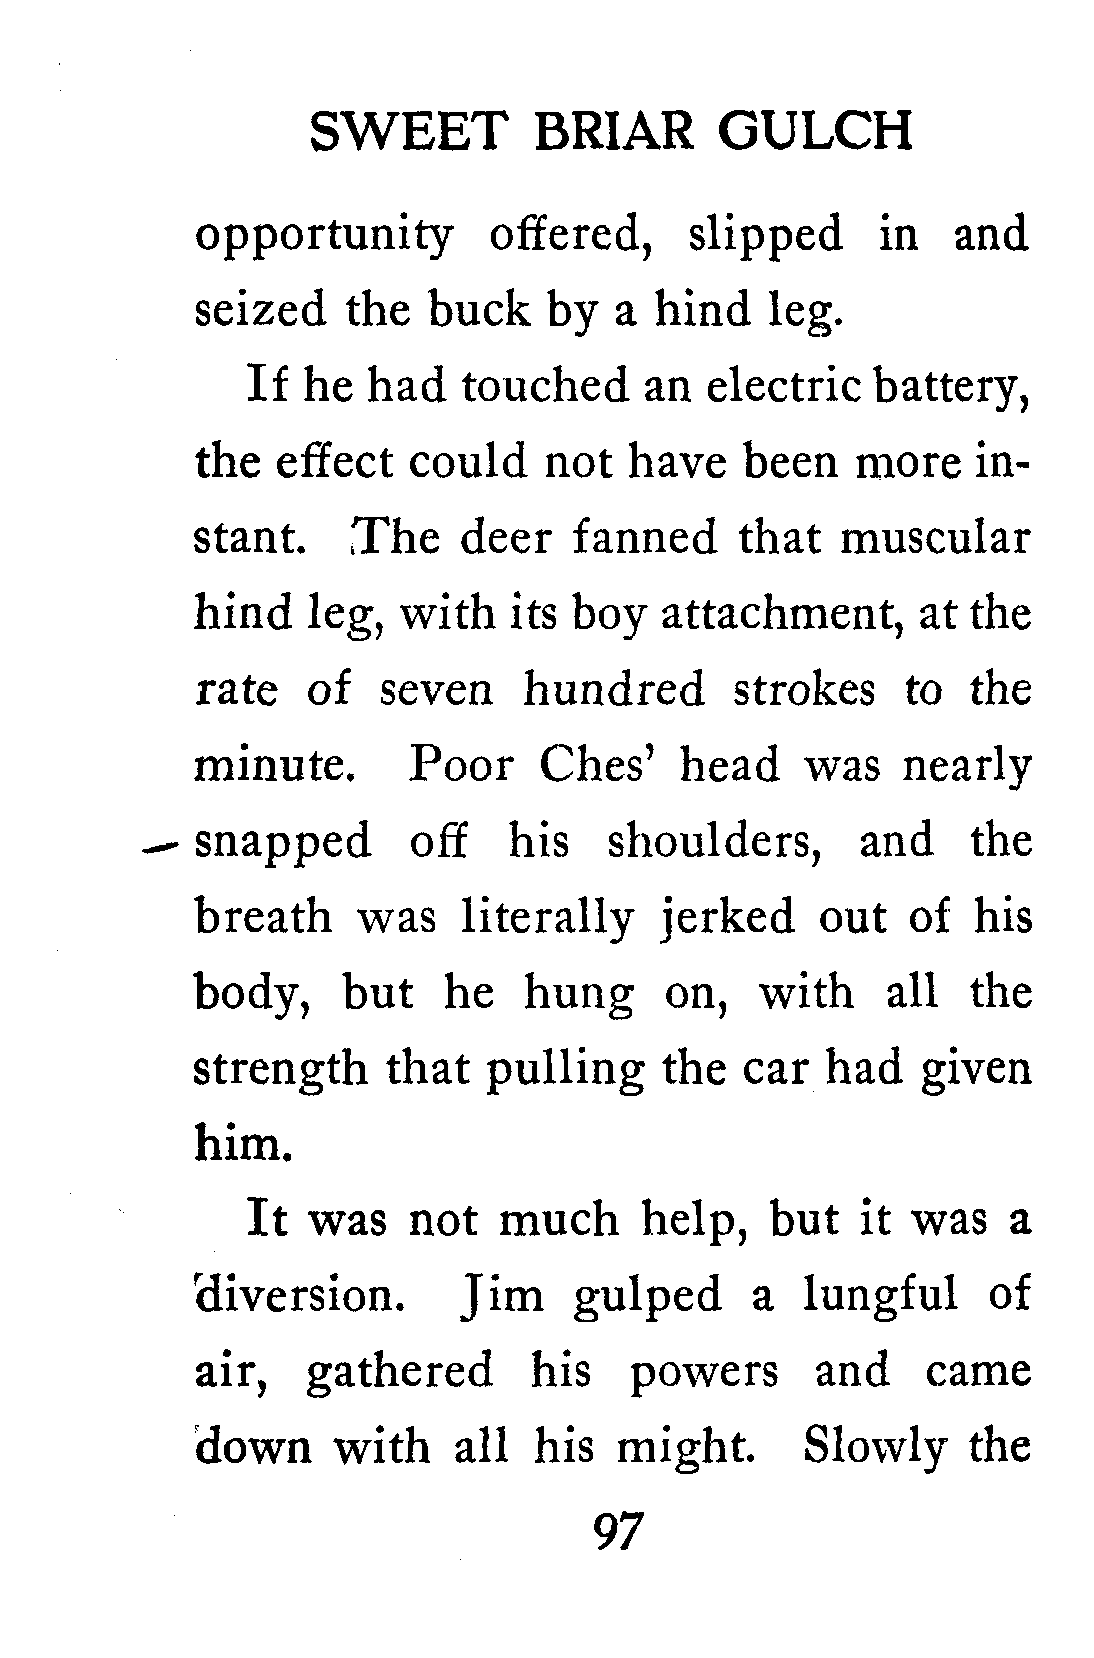 SWEET BRIAR GULCH
opportunity offered, slipped in and
seized the buck by a hind leg.
If he had touched an electric battery,
the effect could not have been more in-
stant. The deer fanned that muscular
hind leg, with its boy attachment, at the
rate of seven hundred strokes to the
minute. Poor Ches' head was nearly
snapped off his shoulders, and the
breath was literally jerked out of his
body, but he hung on, with all the
strength that pulling the car had given
him.
It was not much help, but it was a
diversion. Jim gulped a lungful of
air, gathered his powers and came
down with all his might. Slowly the
97